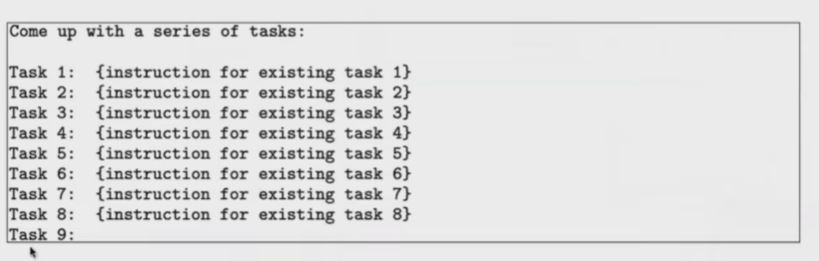 Come up with a series of tasks:
Task 1: {instruction for existing task 1}
Task 2: {instruction for existing task 2}
Task 3: {instruction for existing task 3}
Task 4: {instruction for existing task 4}
Task 5: {instruction for existing task 5}
Task 6: {instruction for existing task 6}
Task 7: {instruction for existing task 7}
Task 8: {instruction for existing task 8}
Task 9: